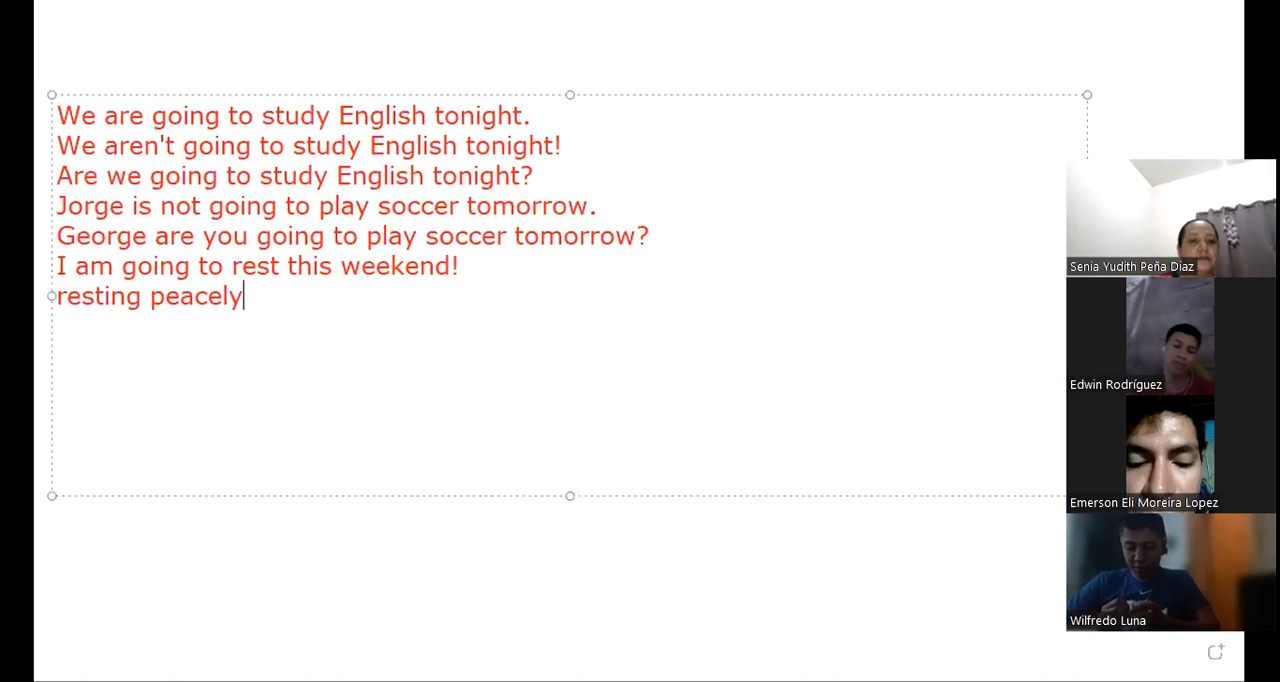 We are going to study English tonight.
We aren't going to study English tonight!
Are we going to study English tonight?
Jorge is not going to play soccer tomorrow.
George are you going to play soccer tomorrow?
I am going to rest this weekend!
resting peacely
Senia Yudith Peña Diaz
Edwin Rodríguez
Emerson Eli Moreira Lopez
Wilfredo Luna